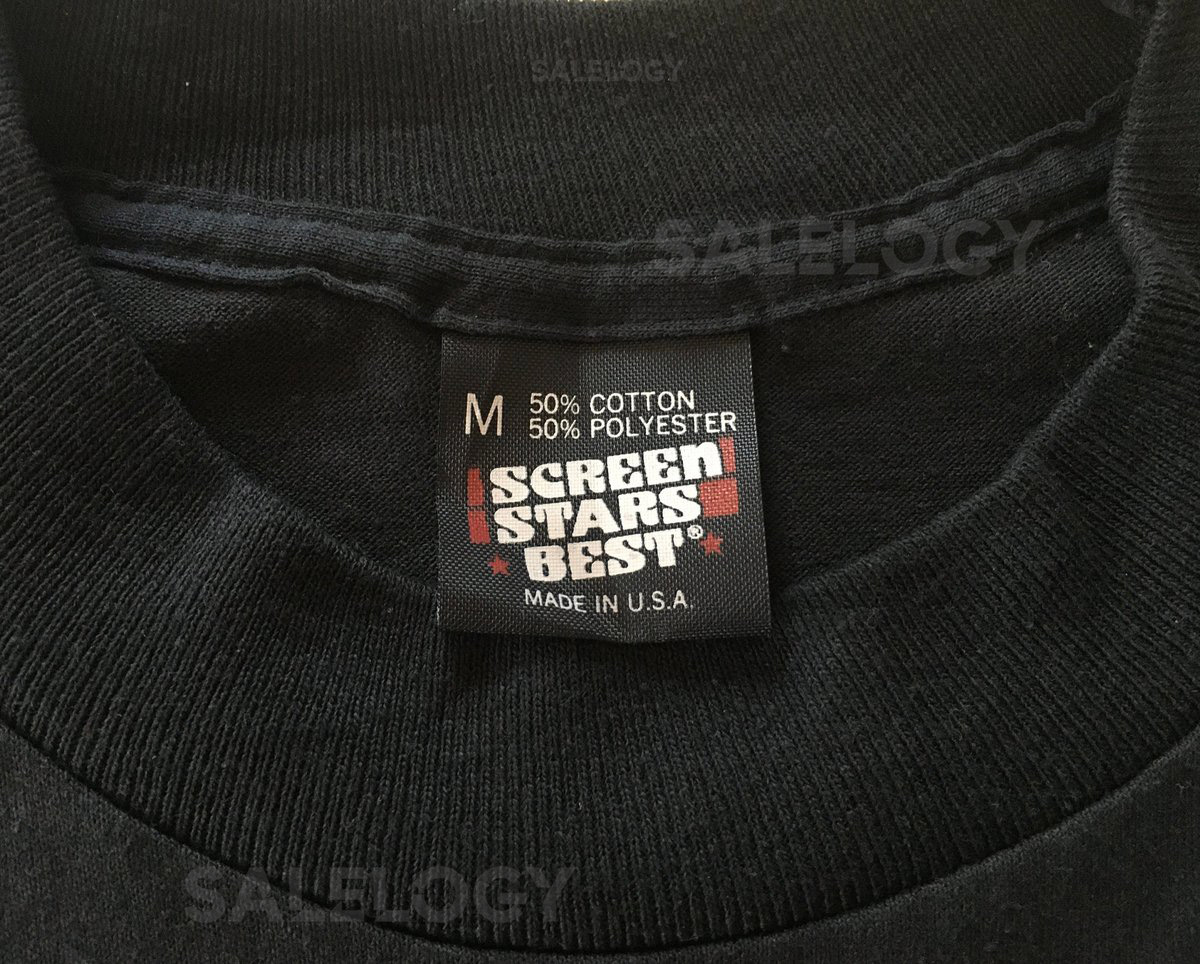 SALELOGY
SALELOGY
M 50% COTTON
50% POLYESTER
SCREEN
STARS
BEST®
MADE IN U.S.A.
SALELOGY